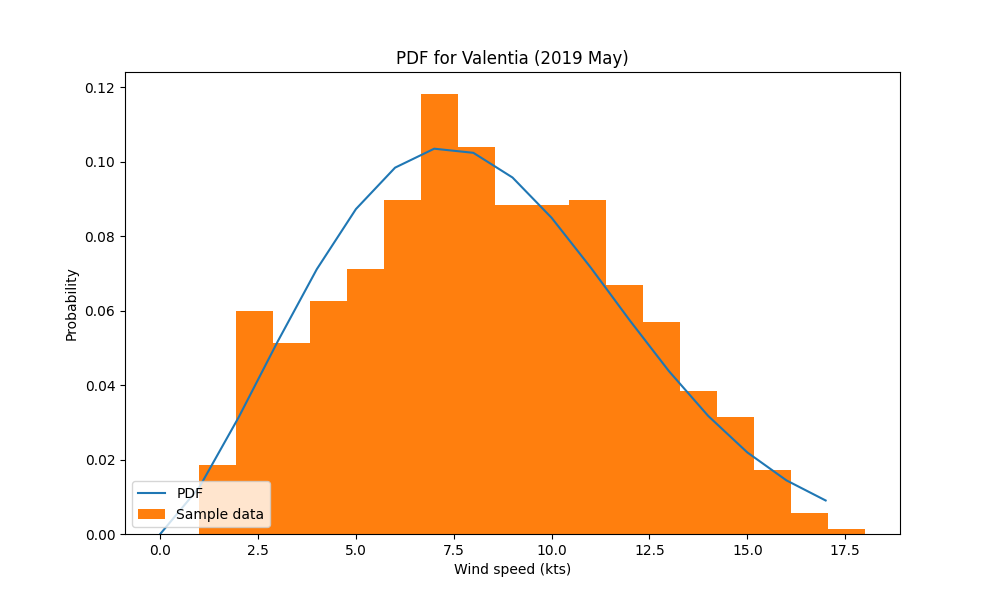 PDF for Valentia (2019 May)
0.12
0.10
0.08
0.06
0.04
0.02
0.00
Probability
PDF
Sample data
0.0 2.5 5.0 7.5 10.0 12.5 15.0 17.5
Wind speed (kts)